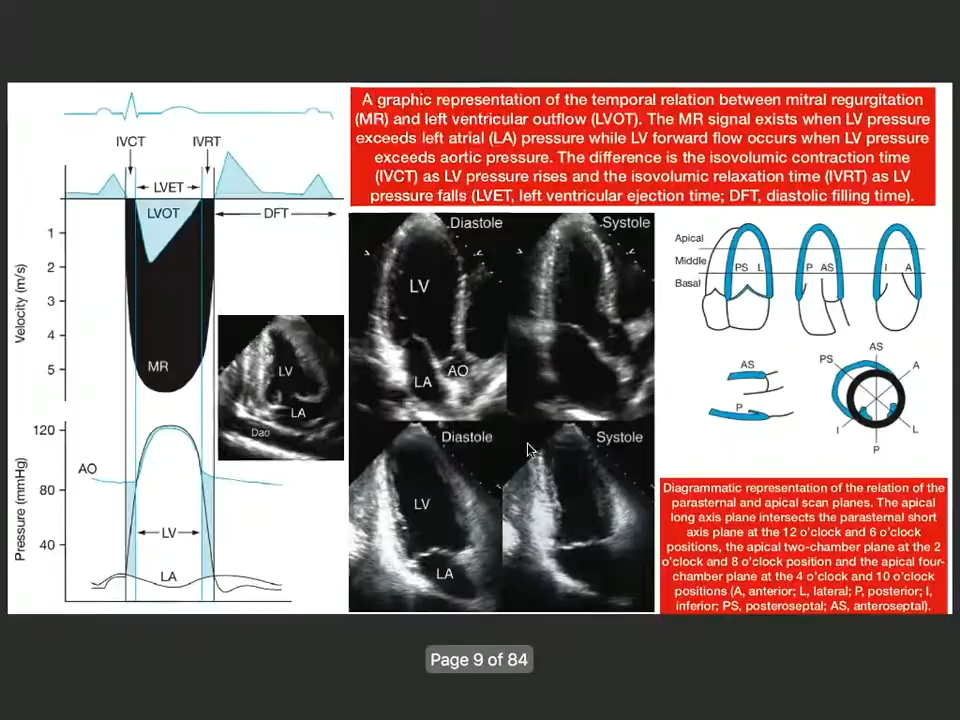 A graphic representation of the temporal relation between mitral regurgitation
(MR) and left ventricular outflow (LVOT). The MR signal exists when LV pressure
exceeds left atrial (LA) pressure while LV forward flow occurs when LV pressure
exceeds aortic pressure. The difference is the isovolumic contraction time
(IVCT) as LV pressure rises and the isovolumic relaxation time (IVRT) as LV
pressure falls (LVET, left ventricular ejection time; DFT, diastolic filling time).
IVCT
IVRT
LVET
LVOT
DFT
1
2
3
4
5
Velocity (m/s)
MR
120
80
40
Pressure (mmHg)
AO
LV
LA
LV
LA
Dao
Diastole
LV
LA
AO
Systole
Diastole
LV
LA
Systole
Apical
Middle
Basal
PS L
P AS
I A
AS
P
AS
PS
A
I
L
P
Diagrammatic representation of the relation of the
parasternal and apical scan planes. The apical
long axis plane intersects the parasternal short
axis plane at the 12 o'clock and 6 o'clock
positions, the apical two-chamber plane at the 2
o'clock and 8 o'clock position and the apical four-
chamber plane at the 4 o'clock and 10 o'clock
positions (A, anterior; L, lateral; P, posterior; I,
inferior; PS, posteroseptal; AS, anteroseptal).
Page 9 of 84